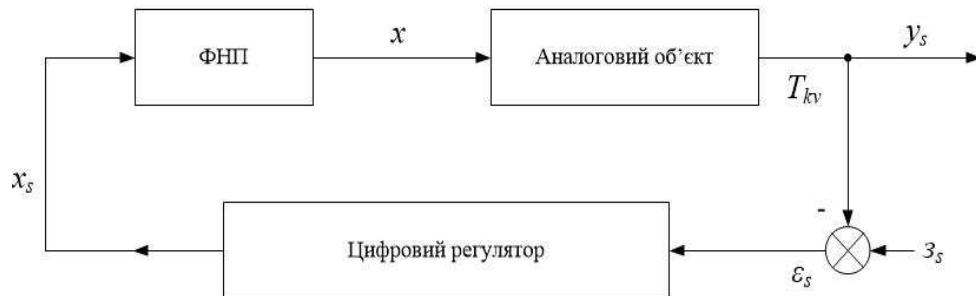 ФНП
x
Аналоговий об’єкт
y_s
T_kv
x_s
-
Цифровий регулятор
ε_s
з_s